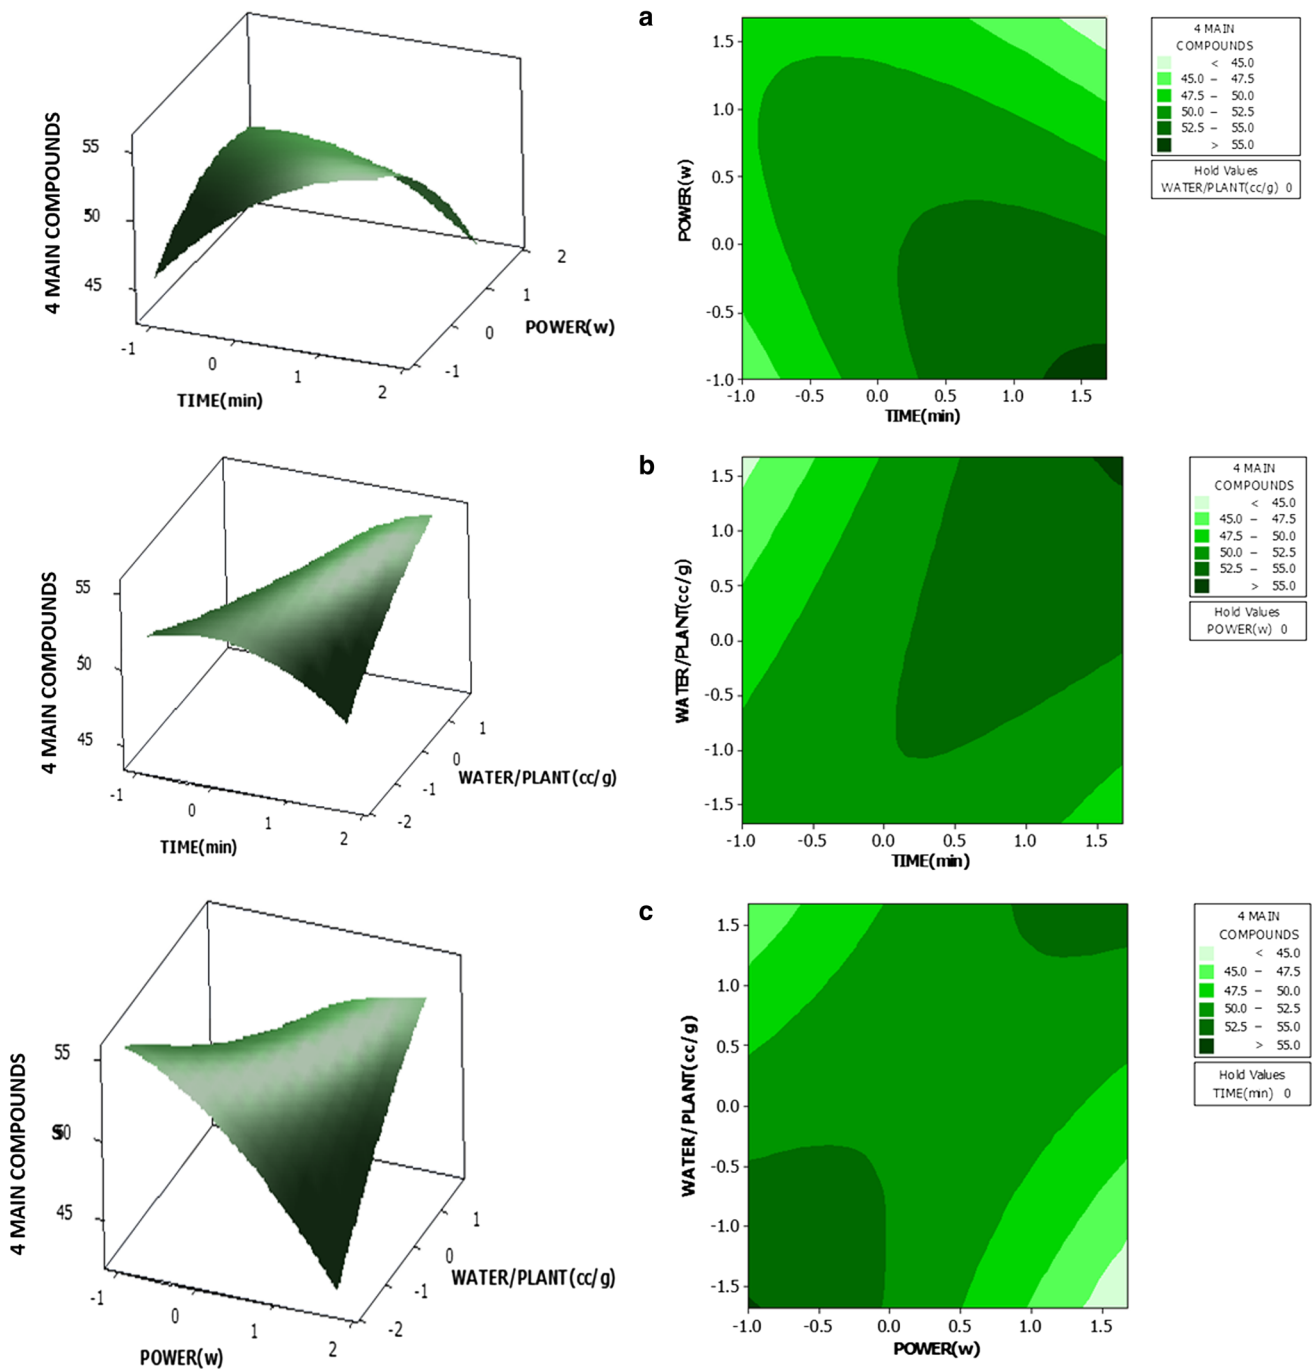 a
4 MAIN COMPOUNDS
55
50
45
-1
0
1
2
TIME(min)
-1
0
1
2
POWER(w)
POWER(w)
1.5
1.0
0.5
0.0
-0.5
-1.0
-1.0 -0.5 0.0 0.5 1.0 1.5
TIME(min)
4 MAIN
COMPOUNDS
< 45.0
45.0 – 47.5
47.5 – 50.0
50.0 – 52.5
52.5 – 55.0
> 55.0
Hold Values
WATER/PLANT(cc/g) 0
b
4 MAIN COMPOUNDS
55
50
45
-1
0
1
2
TIME(min)
-2
-1
0
1
WATER/PLANT(cc/g)
WATER/PLANT(cc/g)
1.5
1.0
0.5
0.0
-0.5
-1.0
-1.5
-1.0 -0.5 0.0 0.5 1.0 1.5
TIME(min)
4 MAIN
COMPOUNDS
< 45.0
45.0 – 47.5
47.5 – 50.0
50.0 – 52.5
52.5 – 55.0
> 55.0
Hold Values
POWER(w) 0
c
4 MAIN COMPOUNDS
55
50
45
-1
0
1
2
POWER(w)
-2
-1
0
1
WATER/PLANT(cc/g)
WATER/PLANT(cc/g)
1.5
1.0
0.5
0.0
-0.5
-1.0
-1.5
-1.0 -0.5 0.0 0.5 1.0 1.5
POWER(w)
4 MAIN
COMPOUNDS
< 45.0
45.0 – 47.5
47.5 – 50.0
50.0 – 52.5
52.5 – 55.0
> 55.0
Hold Values
TIME(min) 0